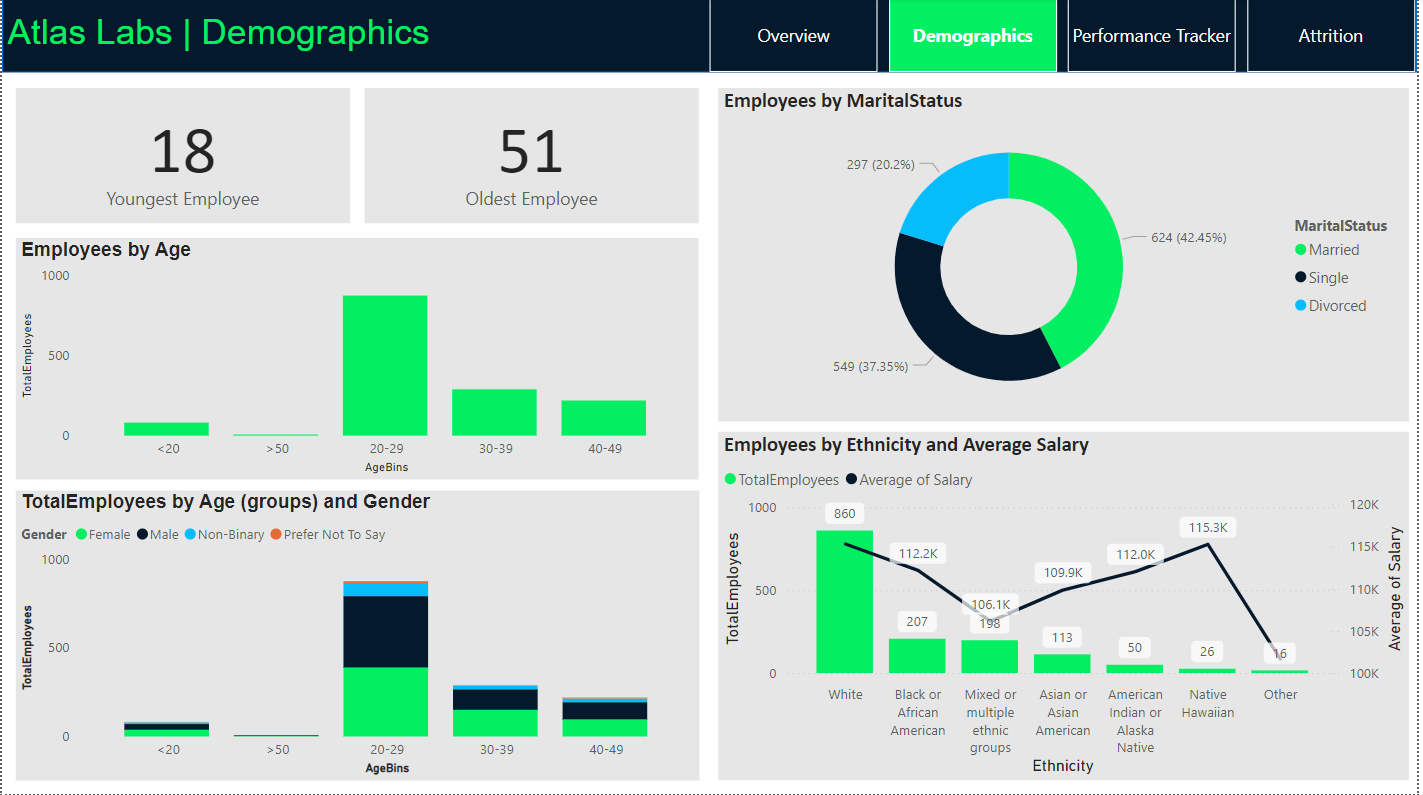 Atlas Labs | Demographics
Overview
Demographics
Performance Tracker
Attrition
18
Youngest Employee
51
Oldest Employee
Employees by Age
1000
500
0
TotalEmployees
<20
>50
20-29
30-39
40-49
AgeBins
TotalEmployees by Age (groups) and Gender
Gender
Female
Male
Non-Binary
Prefer Not To Say
1000
500
0
TotalEmployees
<20
>50
20-29
30-39
40-49
AgeBins
Employees by MaritalStatus
297 (20.2%)
624 (42.45%)
549 (37.35%)
MaritalStatus
Married
Single
Divorced
Employees by Ethnicity and Average Salary
TotalEmployees
Average of Salary
1000
500
0
TotalEmployees
860
207
198
113
50
26
16
112.2K
106.1K
109.9K
112.0K
115.3K
120K
115K
110K
105K
100K
Average of Salary
White
Black or
African
American
Mixed or
multiple
ethnic
groups
Asian or
Asian
American
American
Indian or
Alaska
Native
Native
Hawaiian
Other
Ethnicity